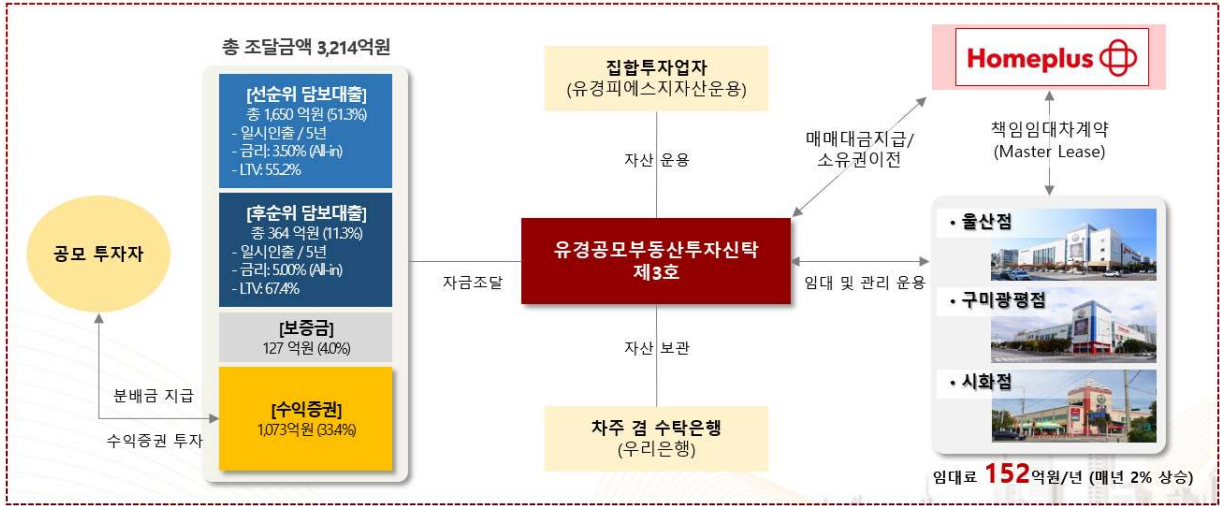 총 조달금액 3,214억원
[선순위 담보대출]
총 1,650 억원 (51.3%)
- 일시인출 / 5년
- 금리: 3.50% (All-in)
- LTV: 55.2%
[후순위 담보대출]
총 364 억원 (11.3%)
- 일시인출 / 5년
- 금리: 5.00% (All-in)
- LTV: 67.4%
[보증금]
127 억원 (4.0%)
[수익증권]
1,073억원 (33.4%)
공모 투자자
분배금 지급
수익증권 투자
자금조달
집합투자업자
(유경피에스지자산운용)
자산 운용
유경공모부동산투자신탁
제3호
자산 보관
차주 겸 수탁은행
(우리은행)
매매대금지급/
소유권이전
임대 및 관리 운용
Homeplus
책임임대차계약
(Master Lease)
• 울산점
• 구미광평점
• 시화점
임대료 152억원/년 (매년 2% 상승)